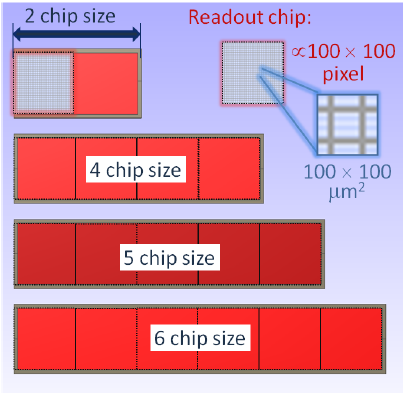 2 chip size
Readout chip:
∝100 × 100
pixel
100 × 100
μm²
4 chip size
5 chip size
6 chip size